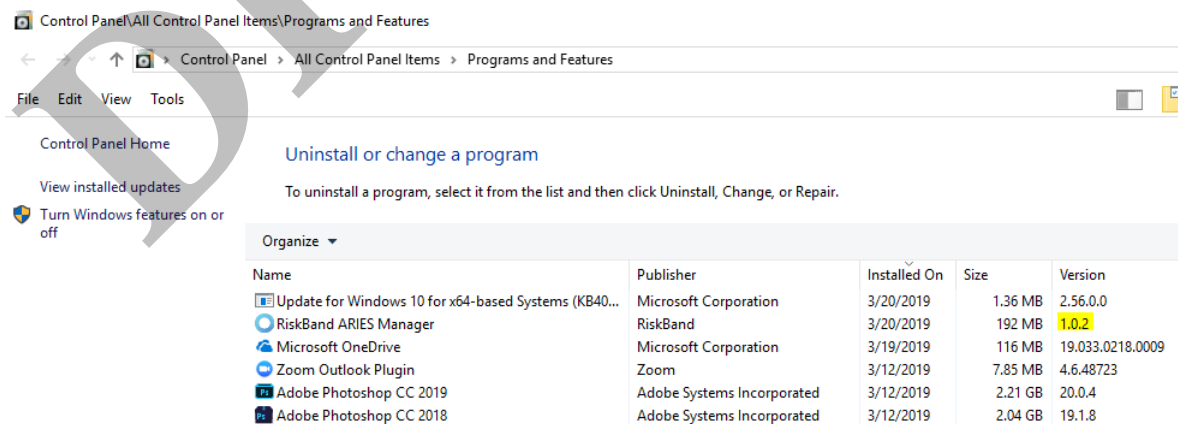 Control Panel\All Control Panel Items\Programs and Features
Control Panel > All Control Panel Items > Programs and Features
File Edit View Tools
Control Panel Home
View installed updates
Turn Windows features on or
off
Uninstall or change a program
To uninstall a program, select it from the list and then click Uninstall, Change, or Repair.
Organize
Name Publisher Installed On Size Version
Update for Windows 10 for x64-based Systems (KB40... Microsoft Corporation 3/20/2019 1.36 MB 2.56.0.0
RiskBand ARIES Manager RiskBand 3/20/2019 192 MB 1.0.2
Microsoft OneDrive Microsoft Corporation 3/19/2019 116 MB 19.033.0218.0009
Zoom Outlook Plugin Zoom 3/12/2019 7.85 MB 4.6.48723
Ps Adobe Photoshop CC 2019 Adobe Systems Incorporated 3/12/2019 2.21 GB 20.0.4
Ps Adobe Photoshop CC 2018 Adobe Systems Incorporated 3/12/2019 2.04 GB 19.1.8